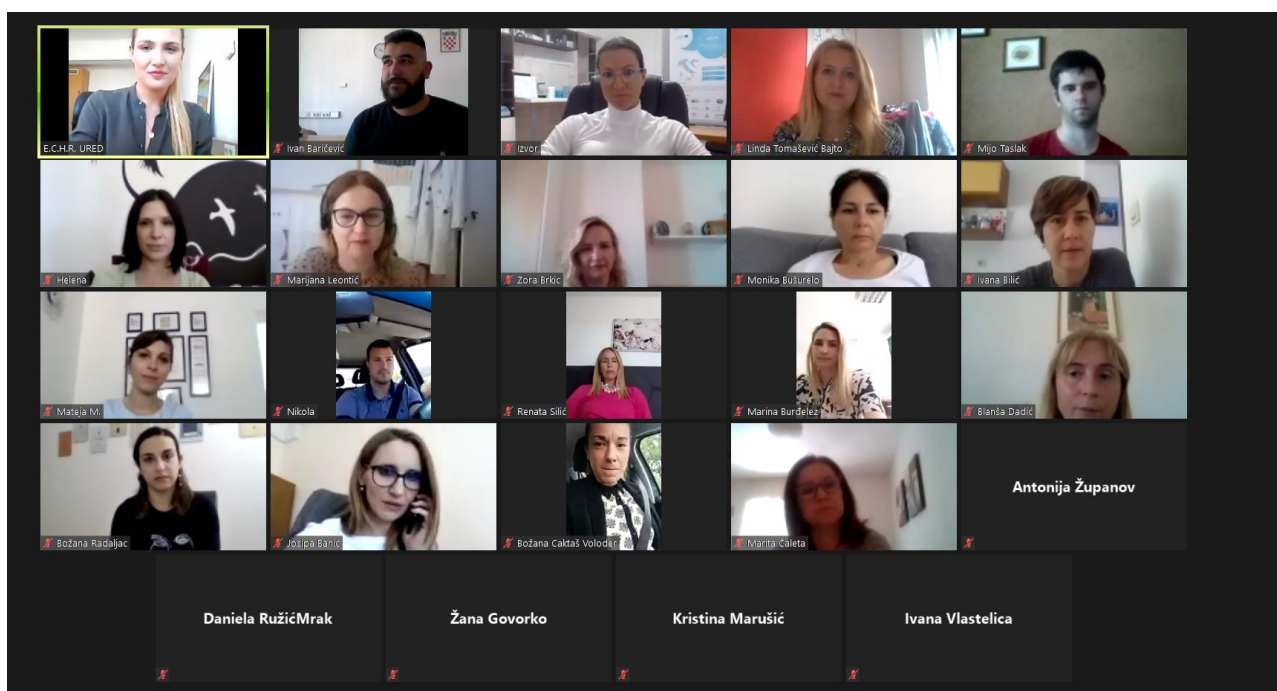 E.C.H.R. URED
Ivan Baričević
Izvor
Linda Tomašević Bajto
Mijo Taslak
Helena
Marijana Leontić
Zora Brkic
Monika Bušurelo
Ivana Bilić
Mateja M.
Nikola
Renata Silić
Marina Burđelez
Blanša Dadić
Božana Radaljac
Josipa Banić
Božana Caktaš Voloder
Marita Čaleta
Antonija Županov
Daniela RužićMrak
Žana Govorko
Kristina Marušić
Ivana Vlastelica